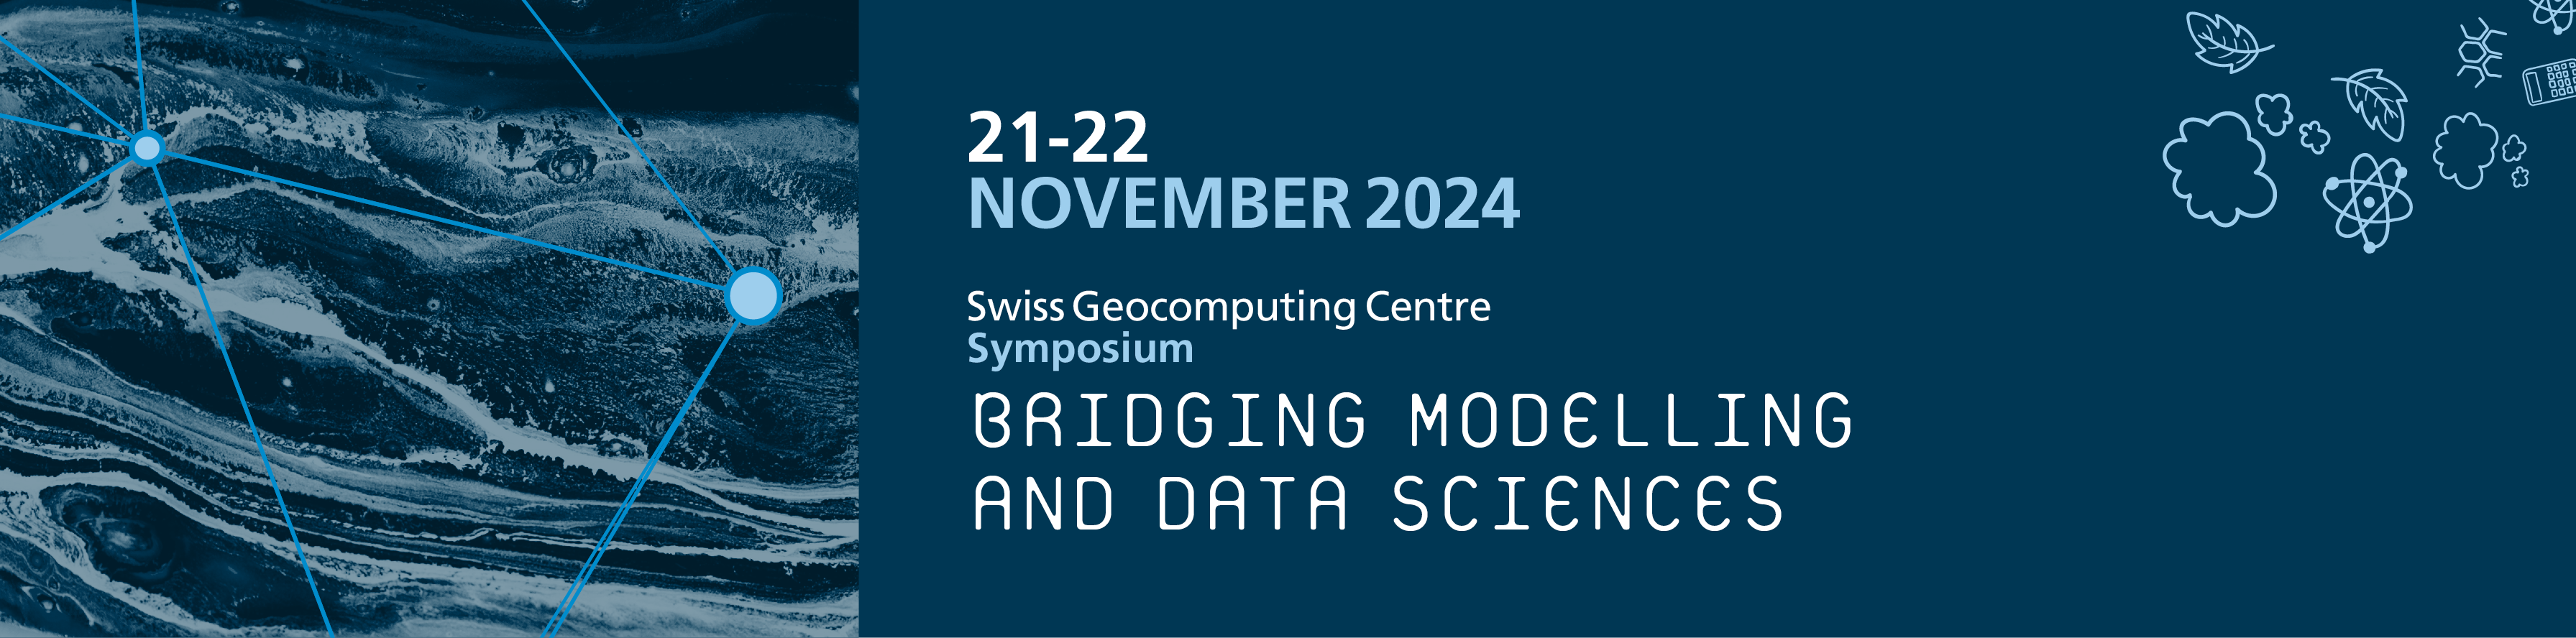 21-22
NOVEMBER 2024
Swiss Geocomputing Centre
Symposium
BRIDGING MODELLING
AND DATA SCIENCES